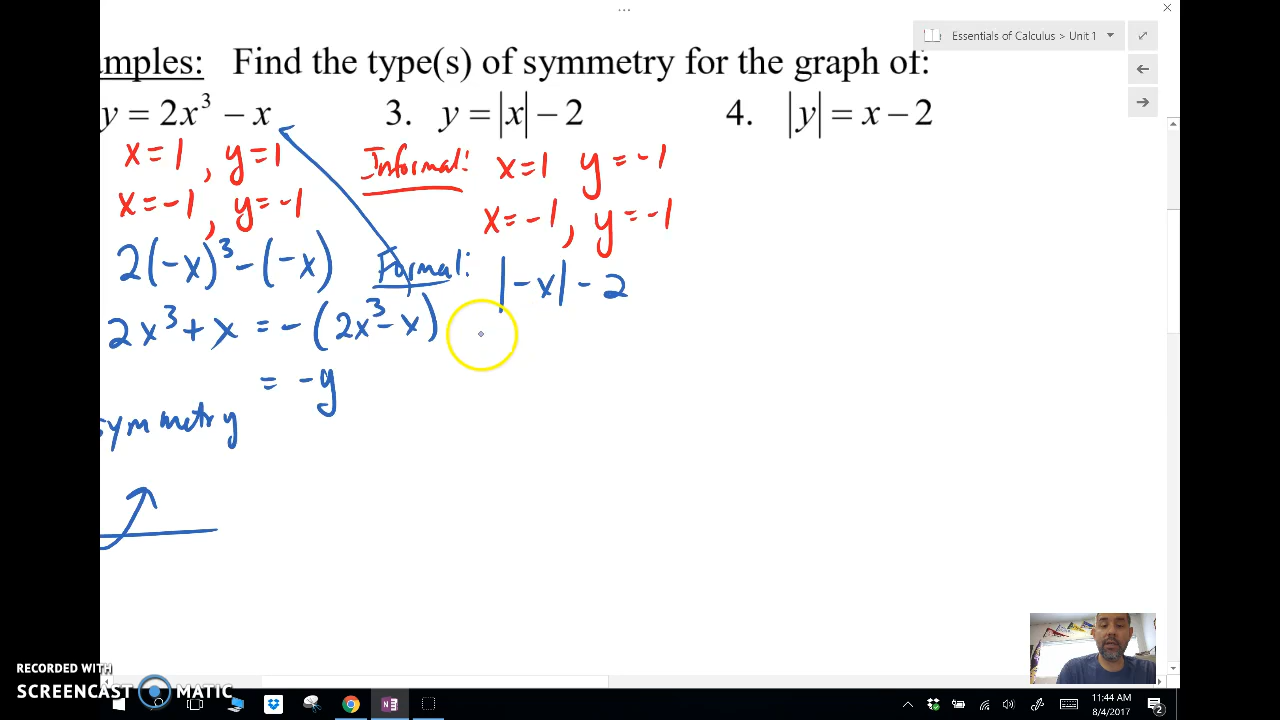 ...
Essentials of Calculus > Unit 1
mples: Find the type(s) of symmetry for the graph of:
y = 2x³ − x
x=1, y=1
x=-1, y=-1
2(-x)³-(-x)
2x³+x = -(2x³-x)
= -y
symmetry
3. y = |x| − 2
Informal: x=1 y=-1
x=-1, y=-1
Formal: |-x|-2
4. |y| = x − 2
RECORDED WITH
SCREENCAST MATIC
11:44 AM
8/4/2017
2